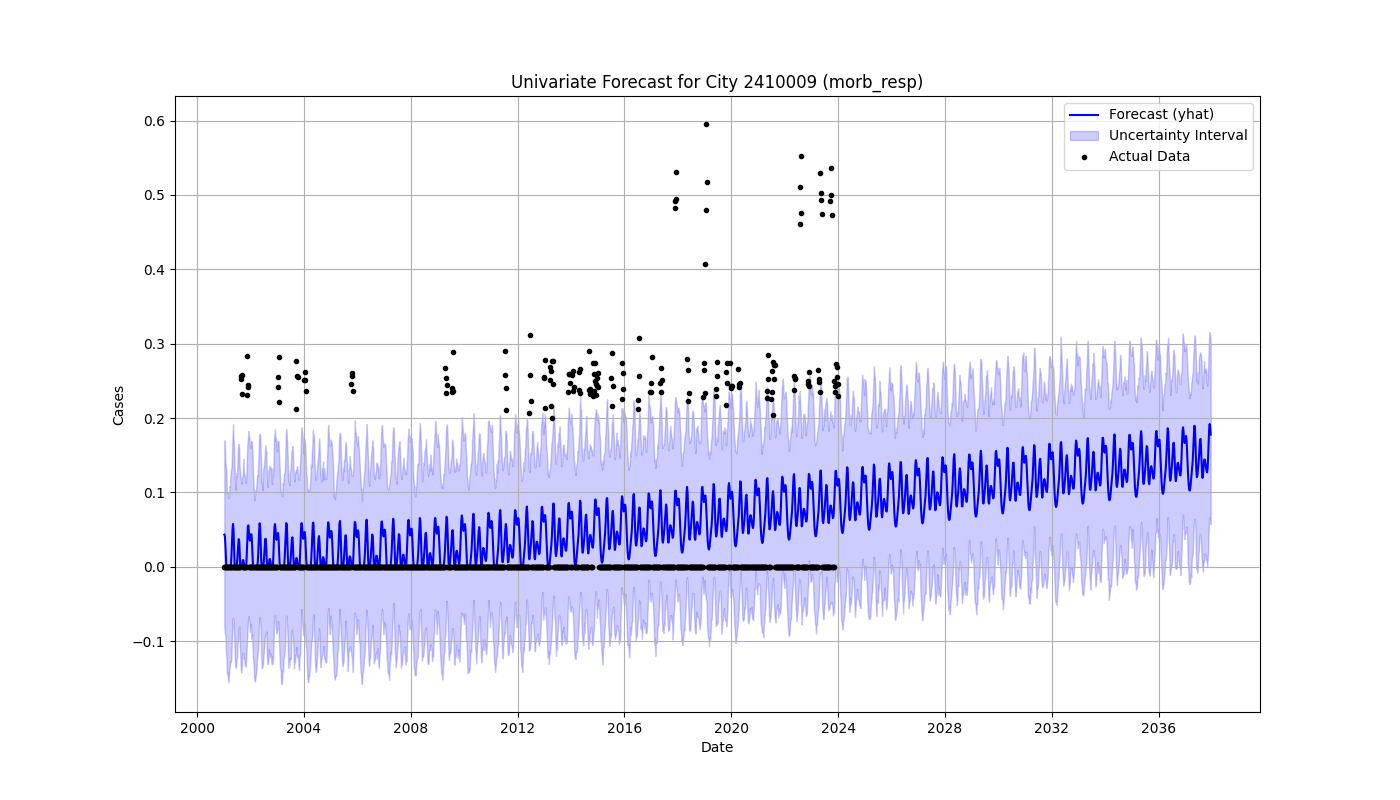 Univariate Forecast for City 2410009 (morb_resp)
Forecast (yhat)
Uncertainty Interval
Actual Data
Cases
0.6
0.5
0.4
0.3
0.2
0.1
0.0
−0.1
2000 2004 2008 2012 2016 2020 2024 2028 2032 2036
Date